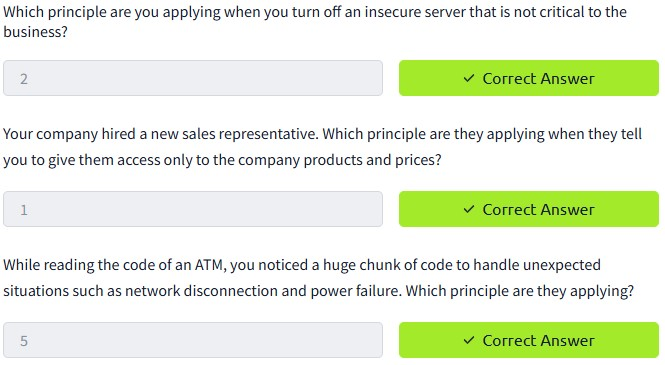 Which principle are you applying when you turn off an insecure server that is not critical to the
business?
2
✓ Correct Answer
Your company hired a new sales representative. Which principle are they applying when they tell
you to give them access only to the company products and prices?
1
✓ Correct Answer
While reading the code of an ATM, you noticed a huge chunk of code to handle unexpected
situations such as network disconnection and power failure. Which principle are they applying?
5
✓ Correct Answer